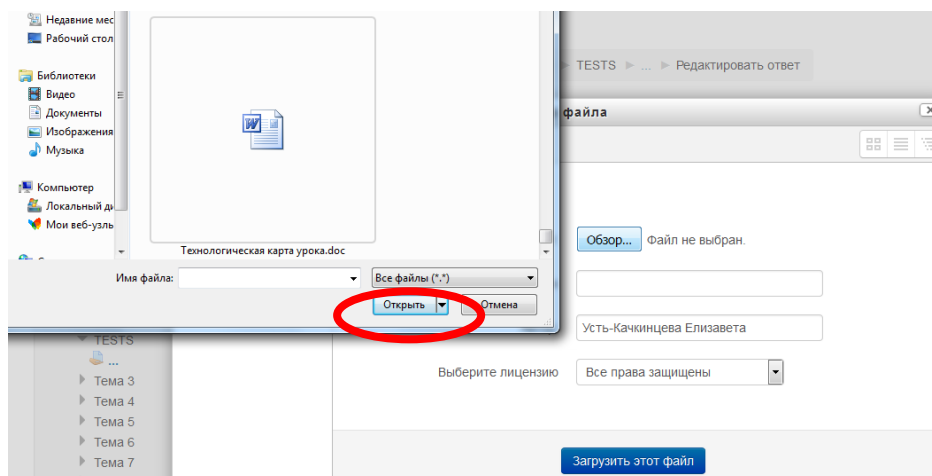 Недавние мес
Рабочий стол
Библиотеки
Видео
Документы
Изображения
Музыка
Компьютер
Локальный ди
Мои веб-узль
Технологическая карта урока.doc
Имя файла:
Все файлы (*.*)
Открыть
Отмена
TESTS ... Редактировать ответ
файла
Обзор... Файл не выбран.
Усть-Качкинцева Елизавета
Выберите лицензию Все права защищены
Загрузить этот файл
TESTS
...
Тема 3
Тема 4
Тема 5
Тема 6
Тема 7